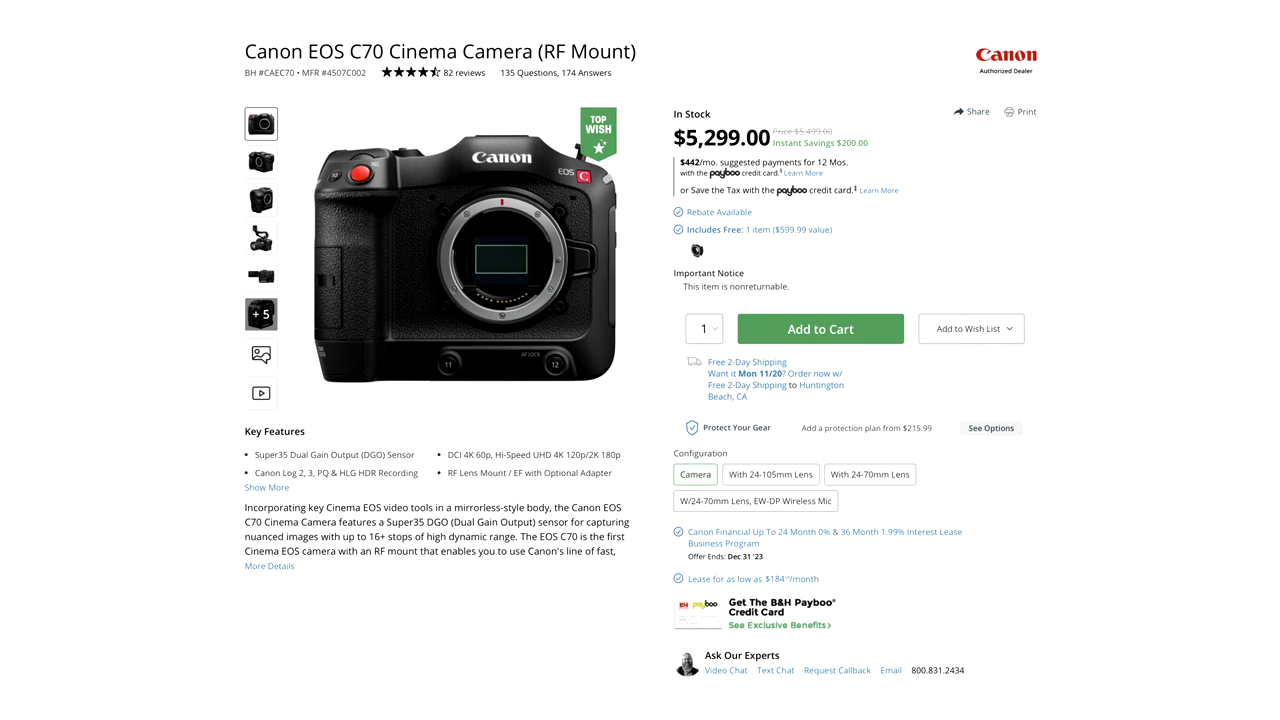 Canon EOS C70 Cinema Camera (RF Mount)
BH #CAEC70 • MFR #4507C002 82 reviews 135 Questions, 174 Answers
Canon
Authorized Dealer
TOP
WISH
Canon
EOS C
REC
AF LOCK
11 12
+ 5
Key Features
Super35 Dual Gain Output (DGO) Sensor
DCI 4K 60p, Hi-Speed UHD 4K 120p/2K 180p
Canon Log 2, 3, PQ & HLG HDR Recording
RF Lens Mount / EF with Optional Adapter
Show More
Incorporating key Cinema EOS video tools in a mirrorless-style body, the Canon EOS
C70 Cinema Camera features a Super35 DGO (Dual Gain Output) sensor for capturing
nuanced images with up to 16+ stops of high dynamic range. The EOS C70 is the first
Cinema EOS camera with an RF mount that enables you to use Canon's line of fast,
More Details
In Stock
Share Print
$5,299.00 Price $5,499.00
Instant Savings $200.00
$442/mo. suggested payments for 12 Mos.
with the payboo credit card.§ Learn More
or Save the Tax with the payboo credit card.‡ Learn More
Rebate Available
Includes Free: 1 item ($599.99 value)
Important Notice
This item is nonreturnable.
1 Add to Cart Add to Wish List
Free 2-Day Shipping
Want it Mon 11/20? Order now w/
Free 2-Day Shipping to Huntington
Beach, CA
Protect Your Gear Add a protection plan from $215.99 See Options
Configuration
Camera With 24-105mm Lens With 24-70mm Lens
W/24-70mm Lens, EW-DP Wireless Mic
Canon Financial Up To 24 Month 0% & 36 Month 1.99% Interest Lease
Business Program
Offer Ends: Dec 31 '23
Lease for as low as $184/month
BH payboo
Get The B&H Payboo®
Credit Card
See Exclusive Benefits
Ask Our Experts
Video Chat Text Chat Request Callback Email 800.831.2434